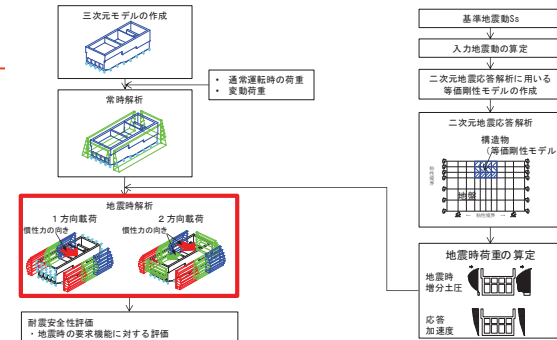 三次元モデルの作成
・ 通常運転時の荷重
・ 変動荷重
常時解析
地震時解析
1方向載荷
慣性力の向き
2方向載荷
慣性力の向き
耐震安全性評価
・地震時の要求機能に対する評価
基準地震動Ss
入力地震動の算定
二次元地震応答解析に用いる
等価剛性モデルの作成
二次元地震応答解析
構造物
（等価剛性モデル
地盤
粘性境界
← 粘性境界 →
地震時荷重の算定
地震時
増分土圧
応答
加速度